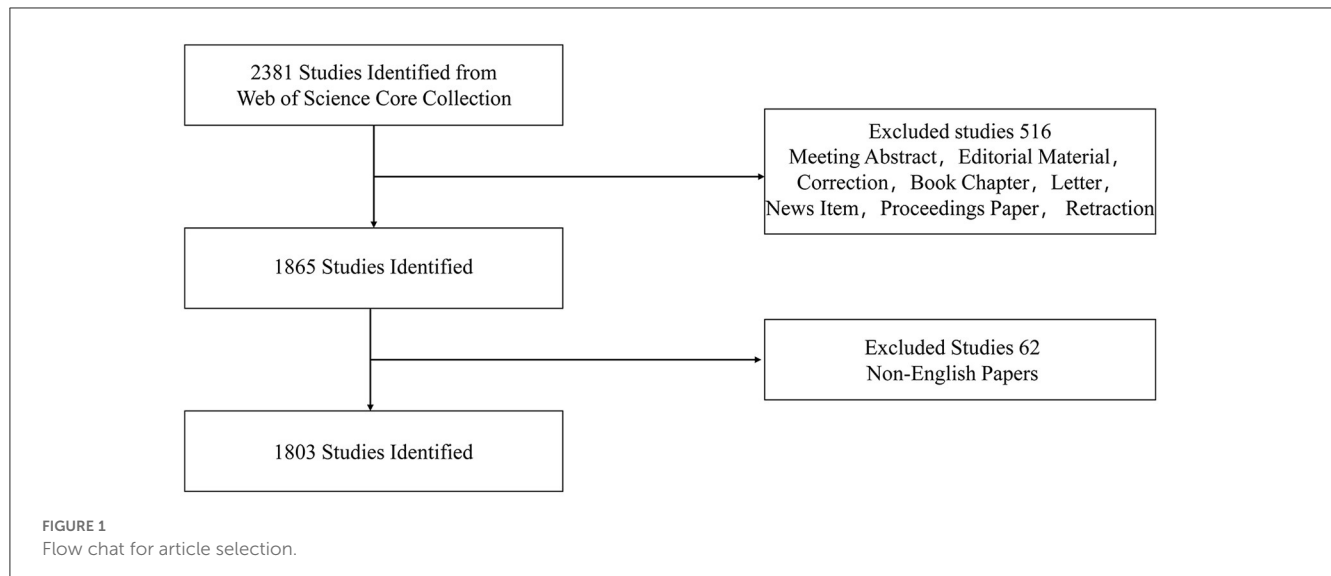 2381 Studies Identified from
Web of Science Core Collection
Excluded studies 516
Meeting Abstract，Editorial Material，
Correction，Book Chapter，Letter，
News Item，Proceedings Paper，Retraction
1865 Studies Identified
Excluded Studies 62
Non-English Papers
1803 Studies Identified
FIGURE 1
Flow chat for article selection.